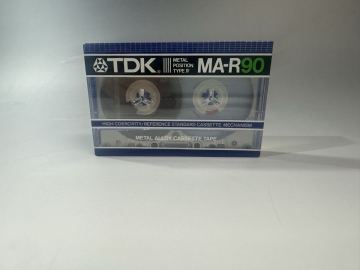 TDK METAL POSITION TYPE IV MA-R90
HIGH COERCIVITY/REFERENCE STANDARD CASSETTE MECHANISM
METAL ALLOY CASSETTE TAPE